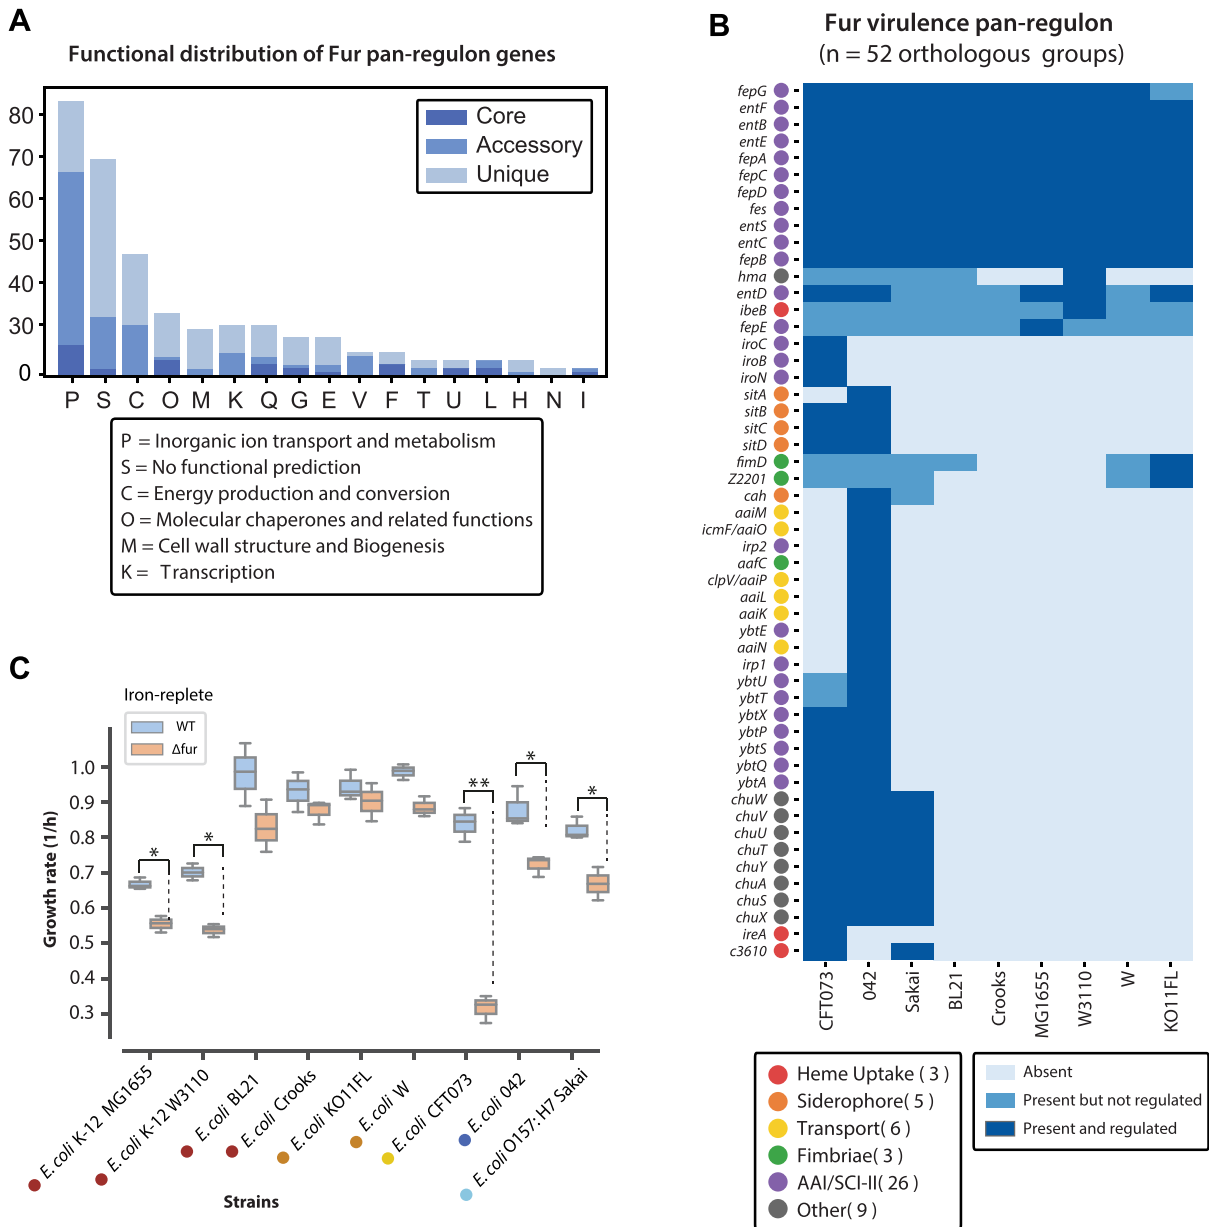 A
Functional distribution of Fur pan-regulon genes
80
70
60
50
40
30
0
Core
Accessory
Unique
P S C O M K Q G E V F T U L H N I
P = Inorganic ion transport and metabolism
S = No functional prediction
C = Energy production and conversion
O = Molecular chaperones and related functions
M = Cell wall structure and Biogenesis
K = Transcription
B
Fur virulence pan-regulon
(n = 52 orthologous groups)
fepG
entF
entB
entE
fepA
fepC
fepD
fes
entS
entC
fepB
hma
entD
ibeB
fepE
iroC
iroB
iroN
sitA
sitB
sitC
sitD
fimD
Z2201
cah
aaiM
icmF/aaiO
irp2
aafC
clpV/aaiP
aaiL
aaiK
ybtE
aaiN
irp1
ybtU
ybtT
ybtX
ybtP
ybtS
ybtQ
ybtA
chuW
chuV
chuU
chuT
chuY
chuA
chuS
chuX
ireA
c3610
CFT073
042
Sakai
BL21
Crooks
MG1655
W3110
W
KO11FL
Heme Uptake ( 3 )
Siderophore( 5 )
Transport( 6 )
Fimbriae( 3 )
AAI/SCI-II( 26 )
Other( 9 )
Absent
Present but not regulated
Present and regulated
C
Iron-replete
WT
Δfur
Growth rate (1/h)
1.0
0.9
0.8
0.7
0.6
0.5
0.4
0.3
*
*
**
*
*
E. coli K-12 MG1655
E. coli K-12 W3110
E. coli BL21
E. coli Crooks
E. coli KO11FL
E. coli W
E. coli CFT073
E. coli 042
E. coli O157: H7 Sakai
Strains